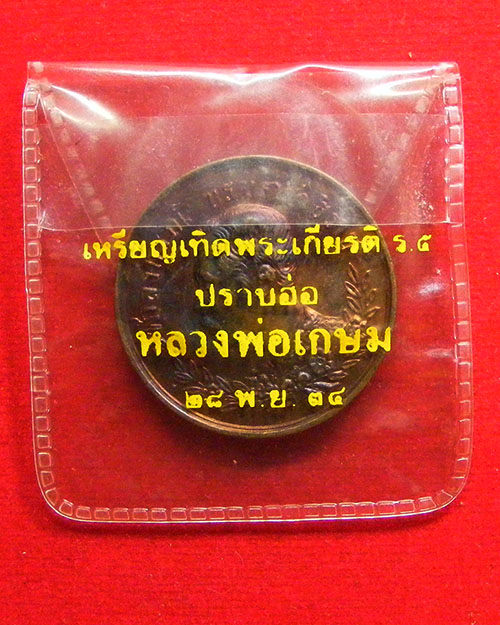 เหรียญเทิดพระเกียรติ ร.๕
ปราบฮ่อ
หลวงพ่อเกษม
๒๘ พ.ย. ๓๔